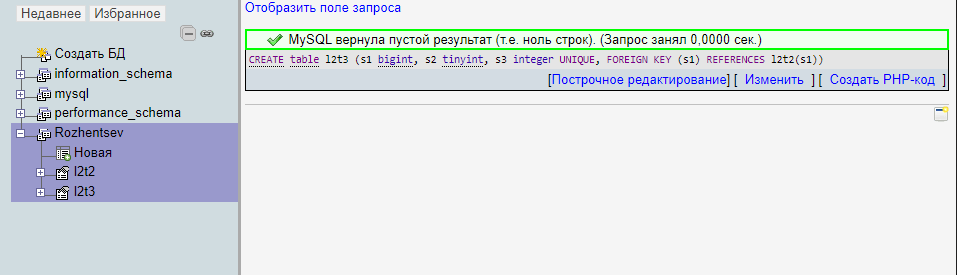 Недавнее Избранное
Создать БД
information_schema
mysql
performance_schema
Rozhentsev
Новая
l2t2
l2t3
Отобразить поле запроса
MySQL вернула пустой результат (т.е. ноль строк). (Запрос занял 0,0000 сек.)
CREATE table l2t3 (s1 bigint, s2 tinyint, s3 integer UNIQUE, FOREIGN KEY (s1) REFERENCES l2t2(s1))
[Построчное редактирование] [ Изменить ] [ Создать PHP-код ]